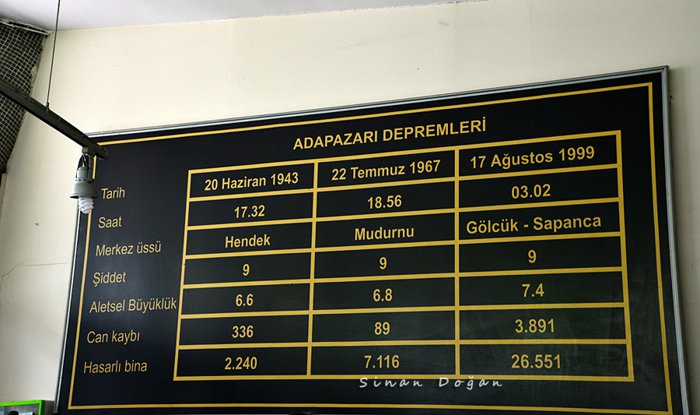 ADAPAZARI DEPREMLERİ
Tarih 20 Haziran 1943 22 Temmuz 1967 17 Ağustos 1999
Saat 17.32 18.56 03.02
Merkez üssü Hendek Mudurnu Gölcük - Sapanca
Şiddet 9 9 9
Aletsel Büyüklük 6.6 6.8 7.4
Can kaybı 336 89 3.891
Hasarlı bina 2.240 7.116 26.551
Sinan Doğan